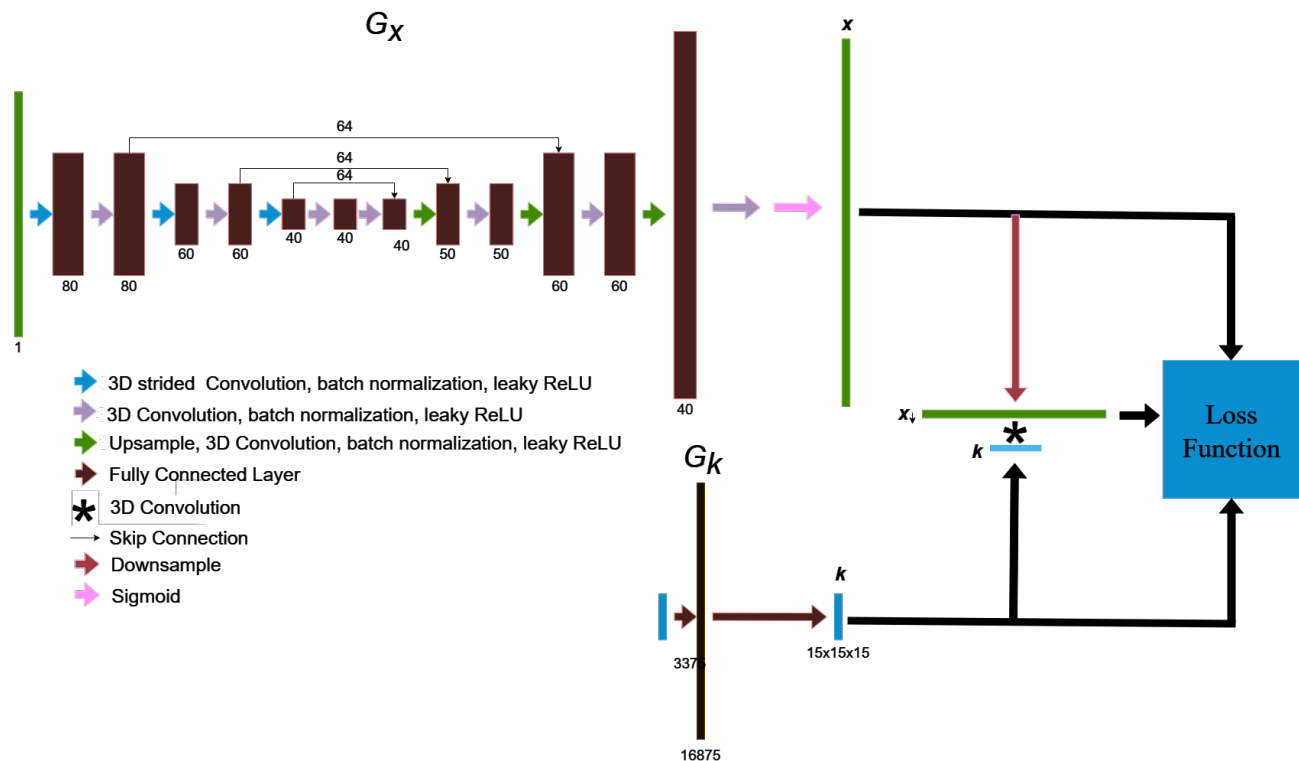 G_x
x
64
64
64
80
80
60
60
40
40
40
50
50
60
60
1
40
3D strided Convolution, batch normalization, leaky ReLU
3D Convolution, batch normalization, leaky ReLU
Upsample, 3D Convolution, batch normalization, leaky ReLU
Fully Connected Layer
* 3D Convolution
Skip Connection
Downsample
Sigmoid
x↓
*
k
Loss
Function
G_k
k
15x15x15
16875